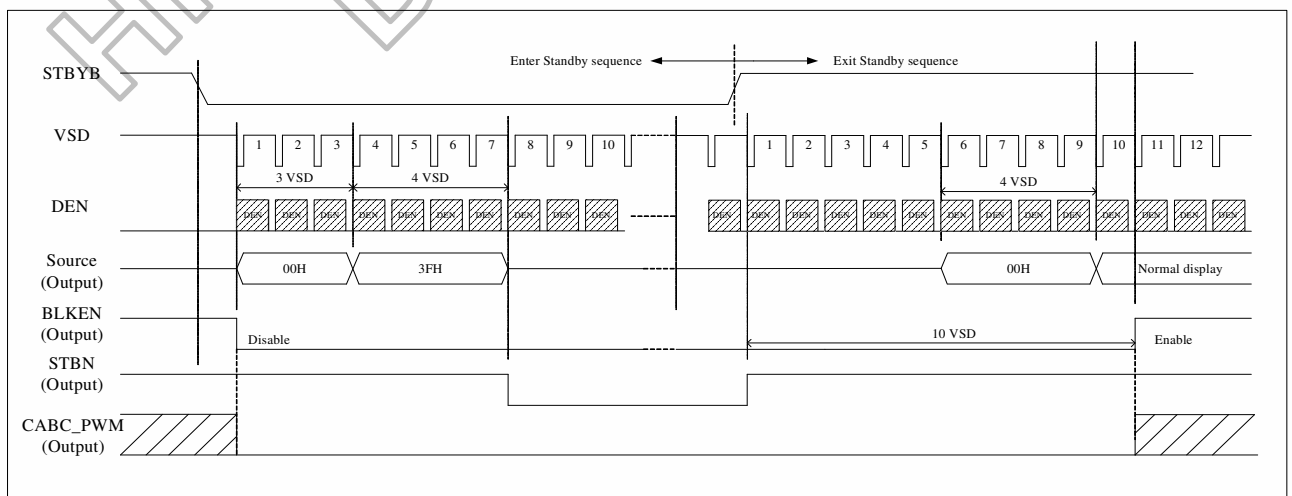 Enter Standby sequence Exit Standby sequence
STBYB
VSD 1 2 3 4 5 6 7 8 9 10 1 2 3 4 5 6 7 8 9 10 11 12
3 VSD 4 VSD 4 VSD
DEN DEN DEN DEN DEN DEN DEN DEN DEN DEN DEN DEN DEN DEN DEN DEN DEN DEN DEN DEN DEN DEN DEN DEN DEN
Source
(Output) 00H 3FH 00H Normal display
BLKEN
(Output) Disable 10 VSD Enable
STBN
(Output)
CABC_PWM
(Output)